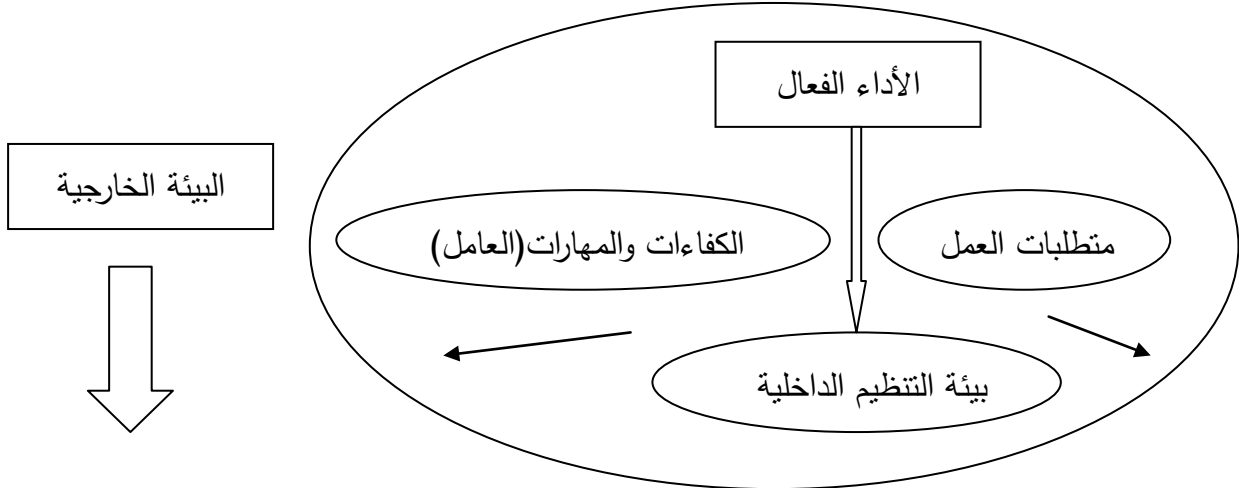 الأداء الفعال
البيئة الخارجية
متطلبات العمل
الكفاءات والمهارات(العامل)
بيئة التنظيم الداخلية